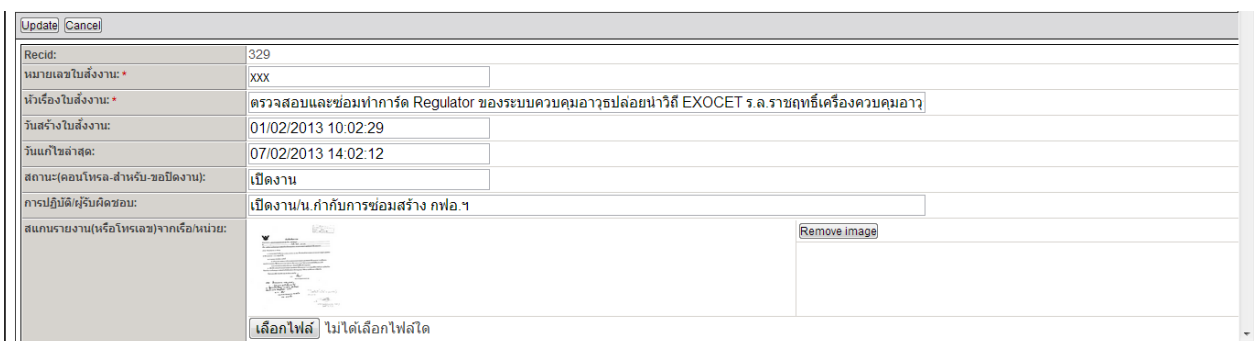 Update Cancel
Recid: 329
หมายเลขใบสั่งงาน:* xxx
หัวเรื่องใบสั่งงาน:* ตรวจสอบและซ่อมทำการ์ด Regulator ของระบบควบคุมอาวุธปล่อยนำวิถี EXOCET ร.ล.ราชฤทธิ์เครื่องควบคุมอาวุ
วันสร้างใบสั่งงาน: 01/02/2013 10:02:29
วันแก้ไขล่าสุด: 07/02/2013 14:02:12
สถานะ(คอนโทรล-สำหรับ-ขอปิดงาน): เปิดงาน
การปฏิบัติ/ผู้รับผิดชอบ: เปิดงาน/น.กำกับการซ่อมสร้าง กฟอ.ฯ
สแกนรายงาน(หรือโทรเลข)จากเรือ/หน่วย: Remove image
เลือกไฟล์ ไม่ได้เลือกไฟล์ใด